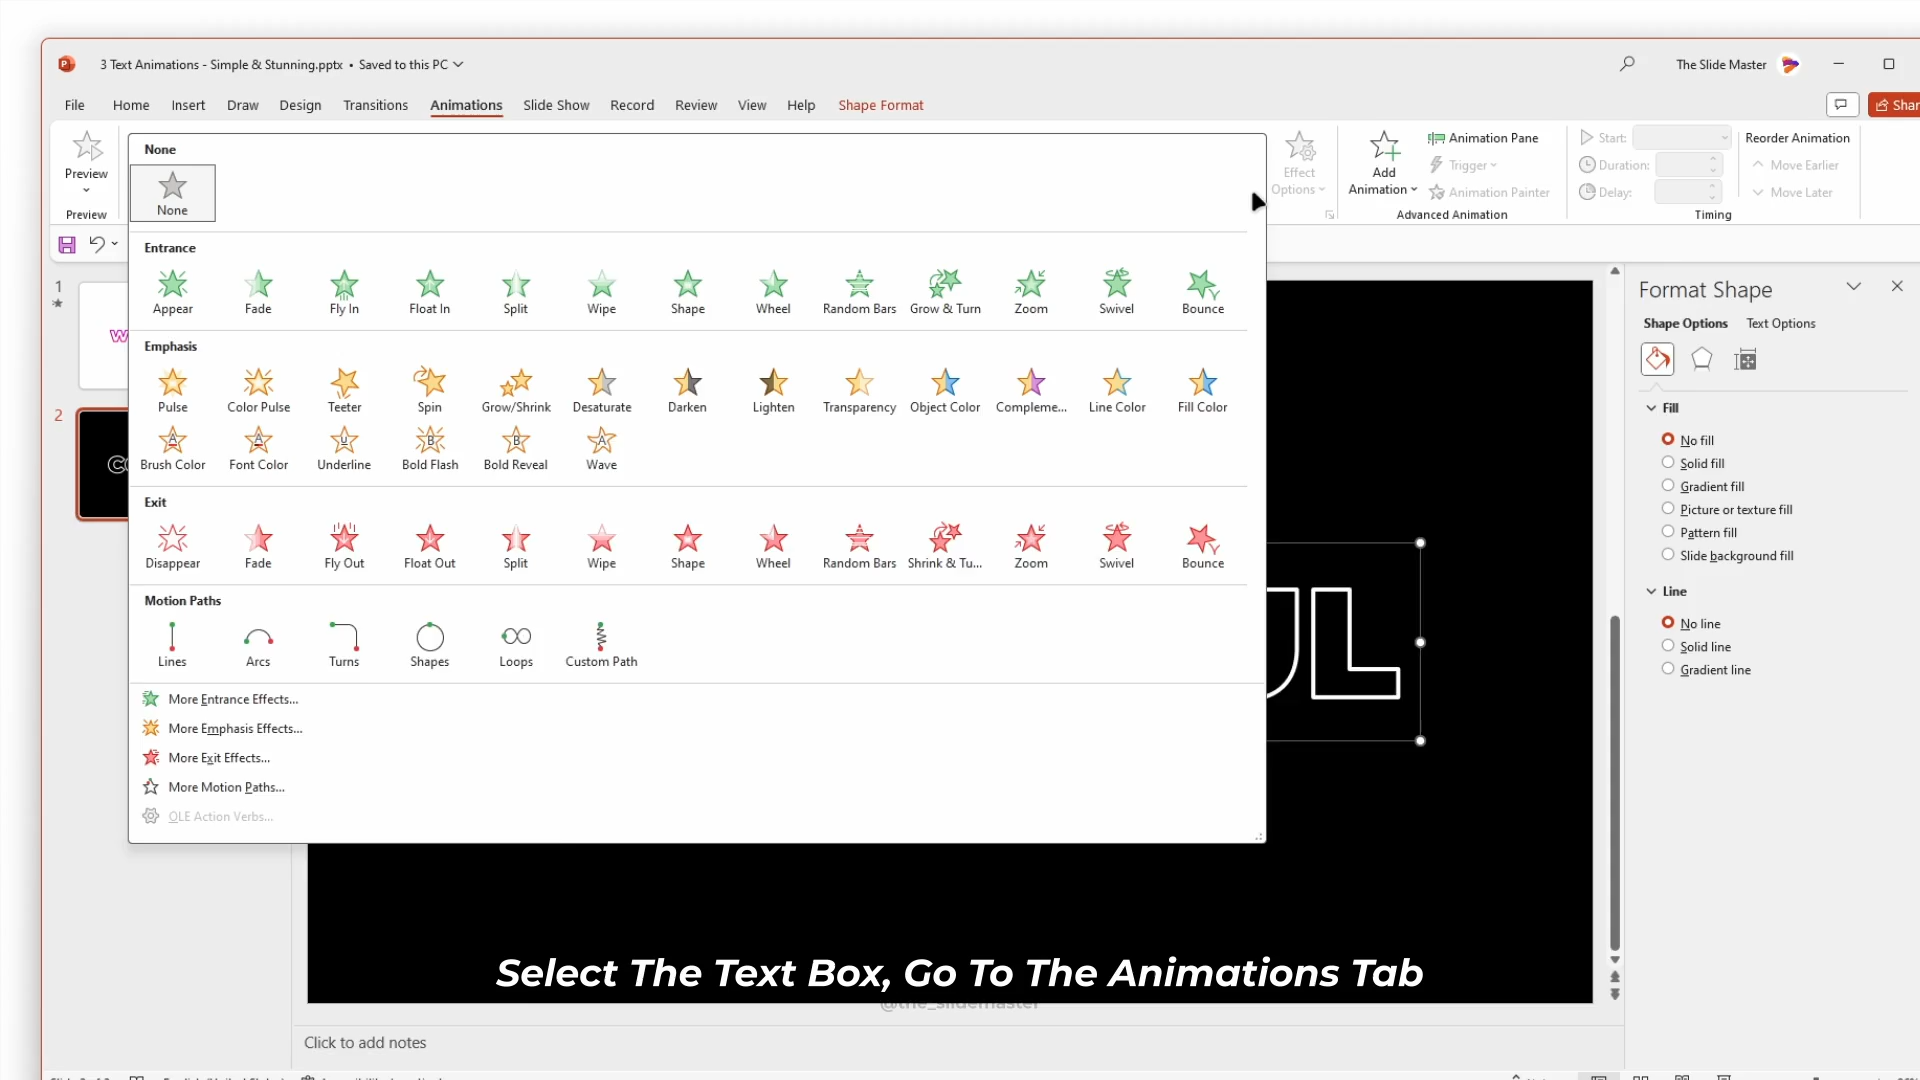 3 Text Animations - Simple & Stunning.pptx • Saved to this PC
The Slide Master
File Home Insert Draw Design Transitions Animations Slide Show Record Review View Help Shape Format
Share
Preview
Preview
None
None
Effect Options
Add Animation
Animation Pane
Trigger
Animation Painter
Advanced Animation
Start:
Duration:
Delay:
Reorder Animation
Move Earlier
Move Later
Timing
Entrance
Appear Fade Fly In Float In Split Wipe Shape Wheel Random Bars Grow & Turn Zoom Swivel Bounce
Emphasis
Pulse Color Pulse Teeter Spin Grow/Shrink Desaturate Darken Lighten Transparency Object Color Compleme... Line Color Fill Color
Brush Color Font Color Underline Bold Flash Bold Reveal Wave
Exit
Disappear Fade Fly Out Float Out Split Wipe Shape Wheel Random Bars Shrink & Tu... Zoom Swivel Bounce
Motion Paths
Lines Arcs Turns Shapes Loops Custom Path
More Entrance Effects...
More Emphasis Effects...
More Exit Effects...
More Motion Paths...
OLE Action Verbs...
1
2
UL
Format Shape
Shape Options Text Options
Fill
No fill
Solid fill
Gradient fill
Picture or texture fill
Pattern fill
Slide background fill
Line
No line
Solid line
Gradient line
Select The Text Box, Go To The Animations Tab
@the_slidemaster
Click to add notes